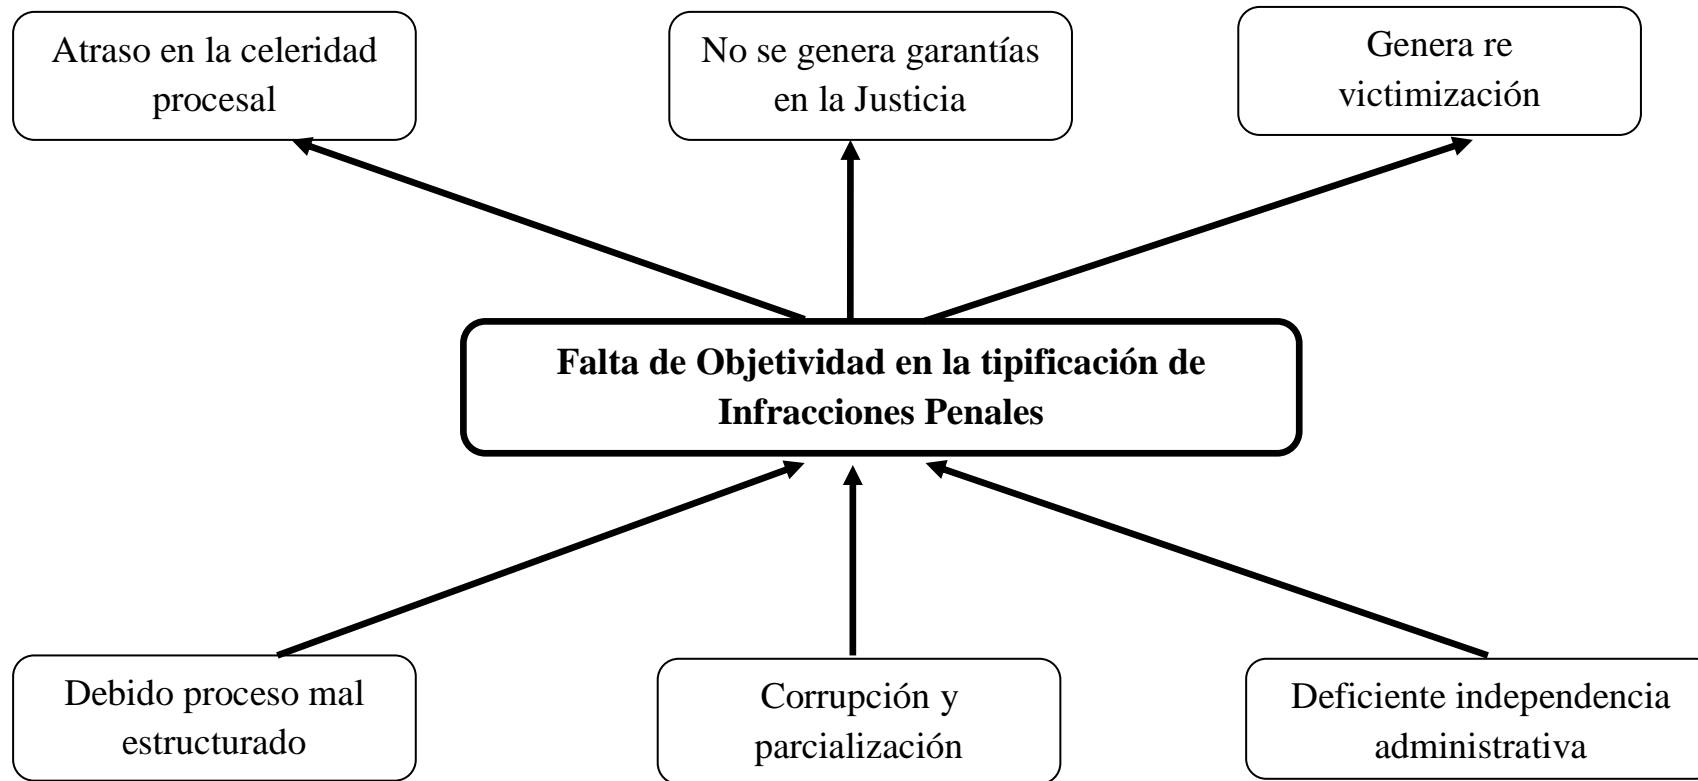 Atraso en la celeridad
procesal
No se genera garantías
en la Justicia
Genera re
victimización
Falta de Objetividad en la tipificación de
Infracciones Penales
Debido proceso mal
estructurado
Corrupción y
parcialización
Deficiente independencia
administrativa